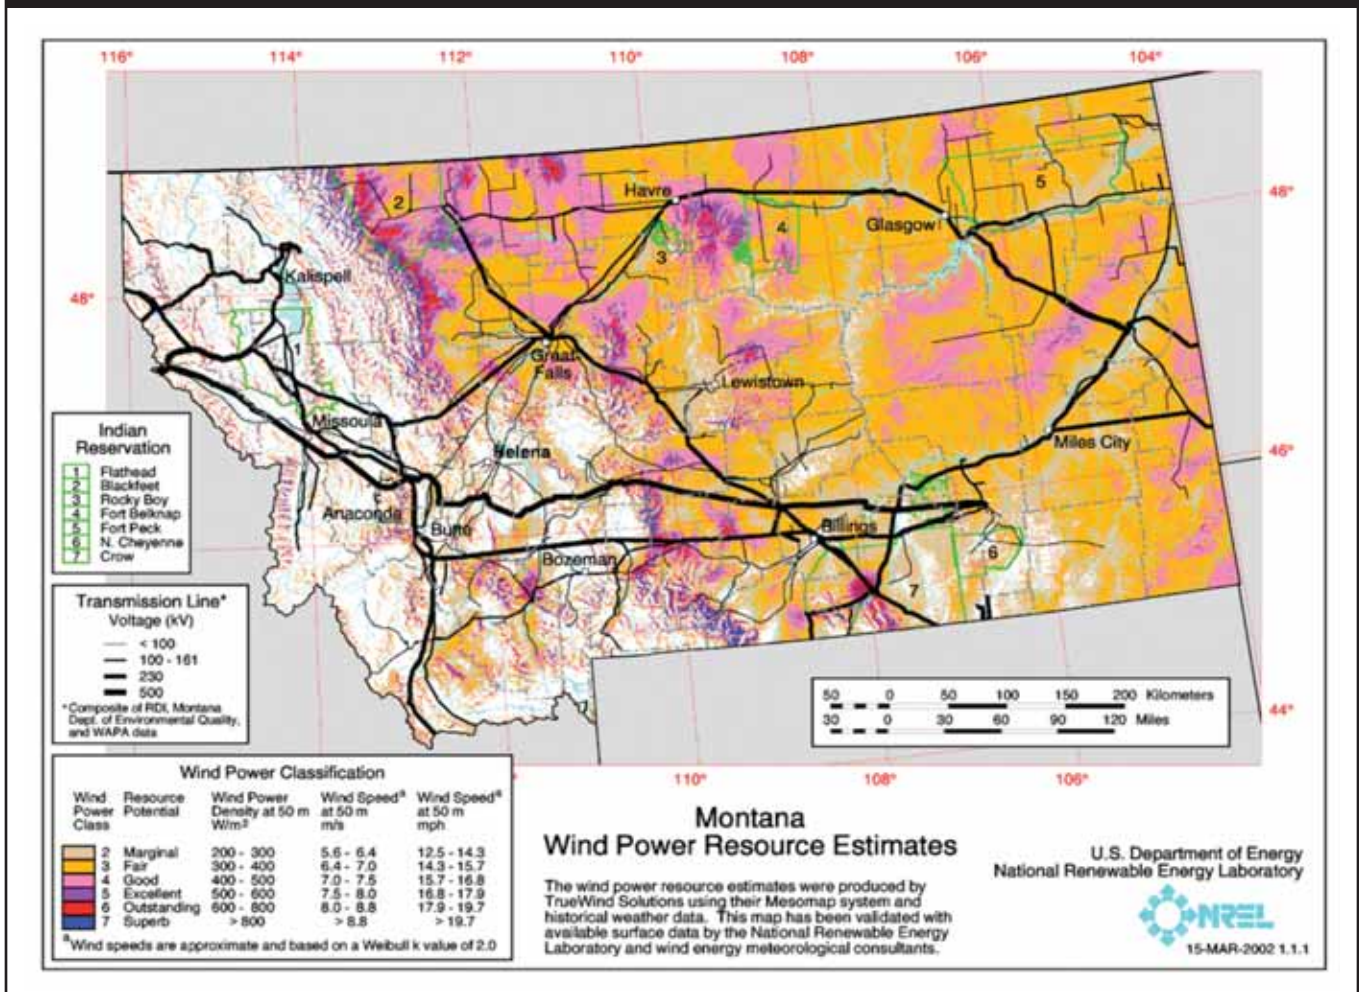 116° 114° 112° 110° 108° 106° 104°
48°
48°
46°
44°
110° 108° 106°
Havre
Glasgow
Kalispell
Great
Falls
Lewistown
Missoula
Helena
Miles City
Anaconda
Butte
Billings
Bozeman
1
2
3
4
5
6
7
Indian
Reservation
1 Flathead
2 Blackfeet
3 Rocky Boy
4 Fort Belknap
5 Fort Peck
6 N. Cheyenne
7 Crow
Transmission Line*
Voltage (kV)
< 100
100 - 161
230
500
*Composite of RDI, Montana
Dept. of Environmental Quality,
and WAPA data
50 0 50 100 150 200 Kilometers
30 0 30 60 90 120 Miles
Wind Power Classification
Wind Resource Wind Power Wind Speedᵃ Wind Speedᵃ
Power Potential Density at 50 m at 50 m at 50 m
Class W/m² m/s mph
2 Marginal 200 - 300 5.6 - 6.4 12.5 - 14.3
3 Fair 300 - 400 6.4 - 7.0 14.3 - 15.7
4 Good 400 - 500 7.0 - 7.5 15.7 - 16.8
5 Excellent 500 - 600 7.5 - 8.0 16.8 - 17.9
6 Outstanding 600 - 800 8.0 - 8.8 17.9 - 19.7
7 Superb > 800 > 8.8 > 19.7
ᵃWind speeds are approximate and based on a Weibull k value of 2.0
Montana
Wind Power Resource Estimates
The wind power resource estimates were produced by
TrueWind Solutions using their Mesomap system and
historical weather data. This map has been validated with
available surface data by the National Renewable Energy
Laboratory and wind energy meteorological consultants.
U.S. Department of Energy
National Renewable Energy Laboratory
NREL
15-MAR-2002 1.1.1